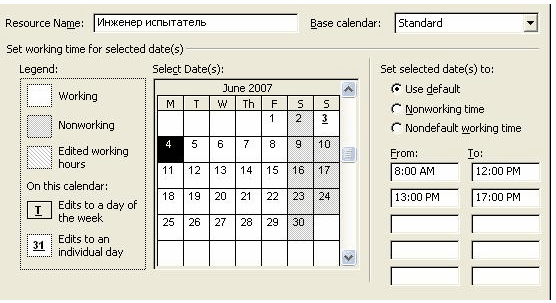 Resource Name: Инженер испытатель Base calendar: Standard
Set working time for selected date(s)
Legend:
Working
Nonworking
Edited working
hours
On this calendar:
T Edits to a day of
the week
31 Edits to an
individual day
Select Date(s):
June 2007
M T W Th F S S
1 2 3
4 5 6 7 8 9 10
11 12 13 14 15 16 17
18 19 20 21 22 23 24
25 26 27 28 29 30
Set selected date(s) to:
Use default
Nonworking time
Nondefault working time
From: To:
8:00 AM 12:00 PM
13:00 PM 17:00 PM